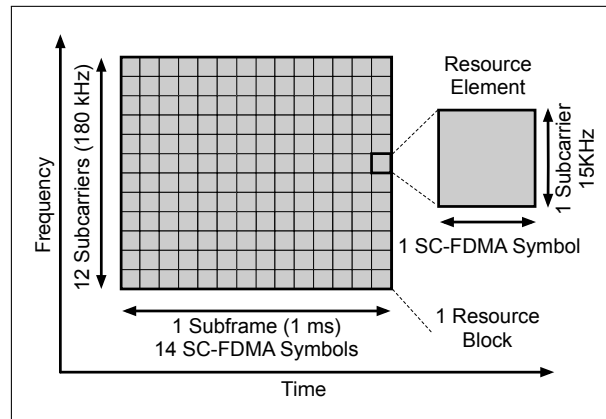 Resource
Element
Frequency
12 Subcarriers (180 kHz)
1 Subcarrier
15KHz
1 SC-FDMA Symbol
1 Subframe (1 ms)
14 SC-FDMA Symbols
1 Resource
Block
Time